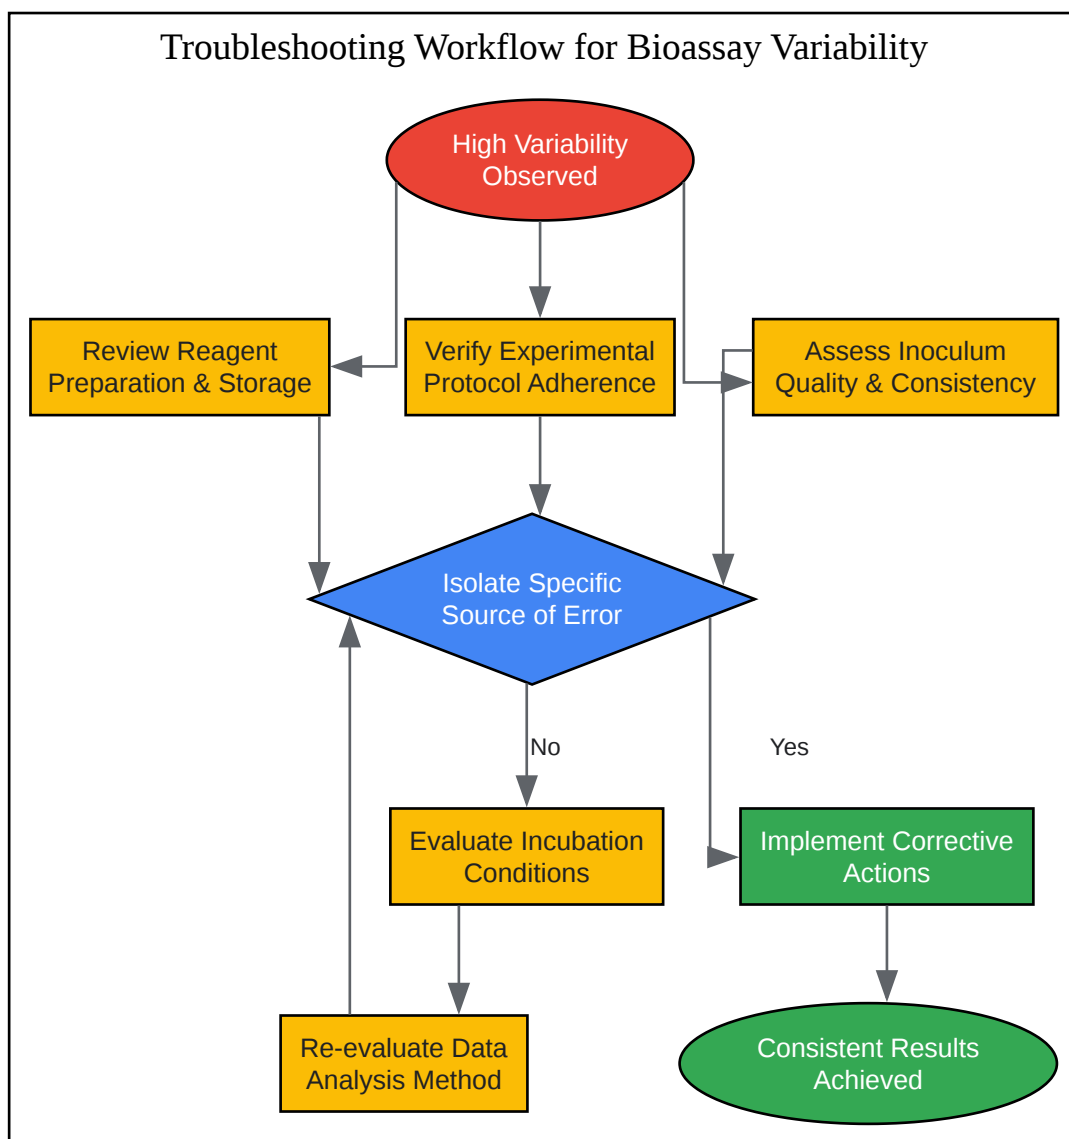 Troubleshooting Workflow for Bioassay Variability
High Variability
Observed
Review Reagent
Preparation & Storage
Verify Experimental
Protocol Adherence
Assess Inoculum
Quality & Consistency
Isolate Specific
Source of Error
No
Yes
Evaluate Incubation
Conditions
Implement Corrective
Actions
Re-evaluate Data
Analysis Method
Consistent Results
Achieved